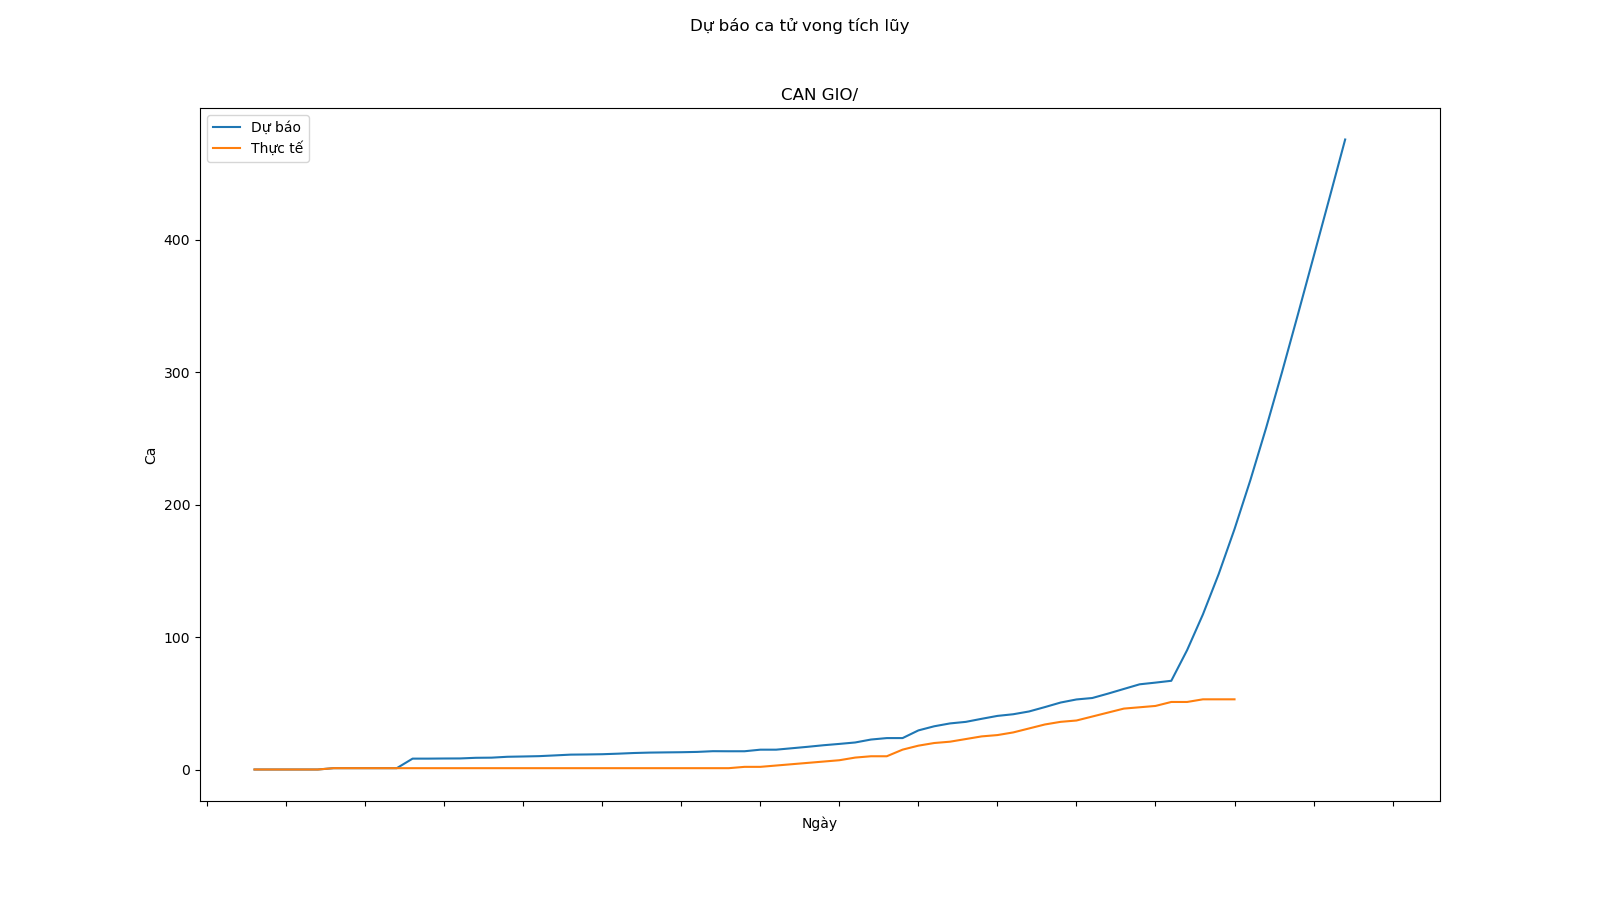 Dự báo ca tử vong tích lũy
CAN GIO/
Dự báo
Thực tế
400
300
200
100
0
Ca
Ngày